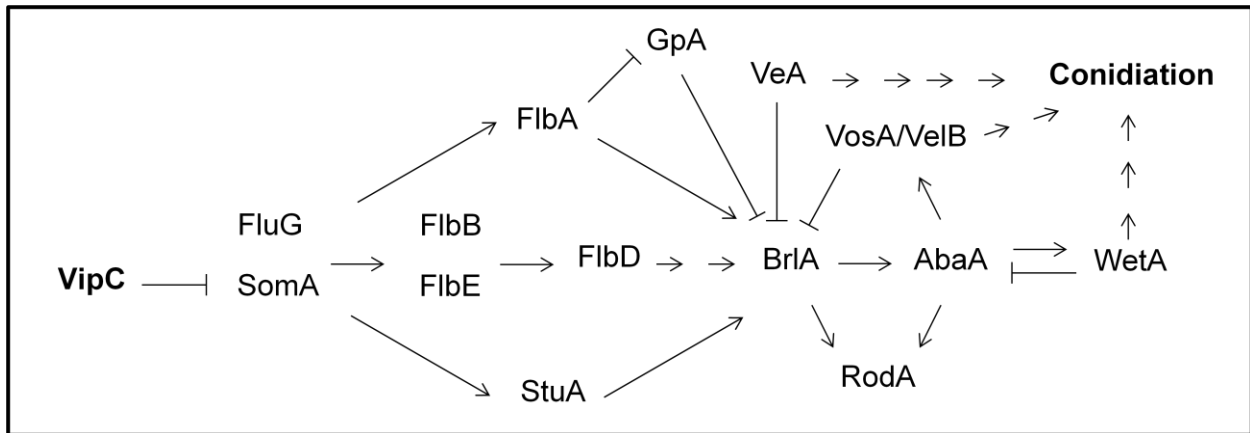 GpA
VeA
Conidiation
FlbA
VosA/VelB
FluG
FlbB
FlbD
BrlA
AbaA
WetA
VipC
SomA
FlbE
RodA
StuA